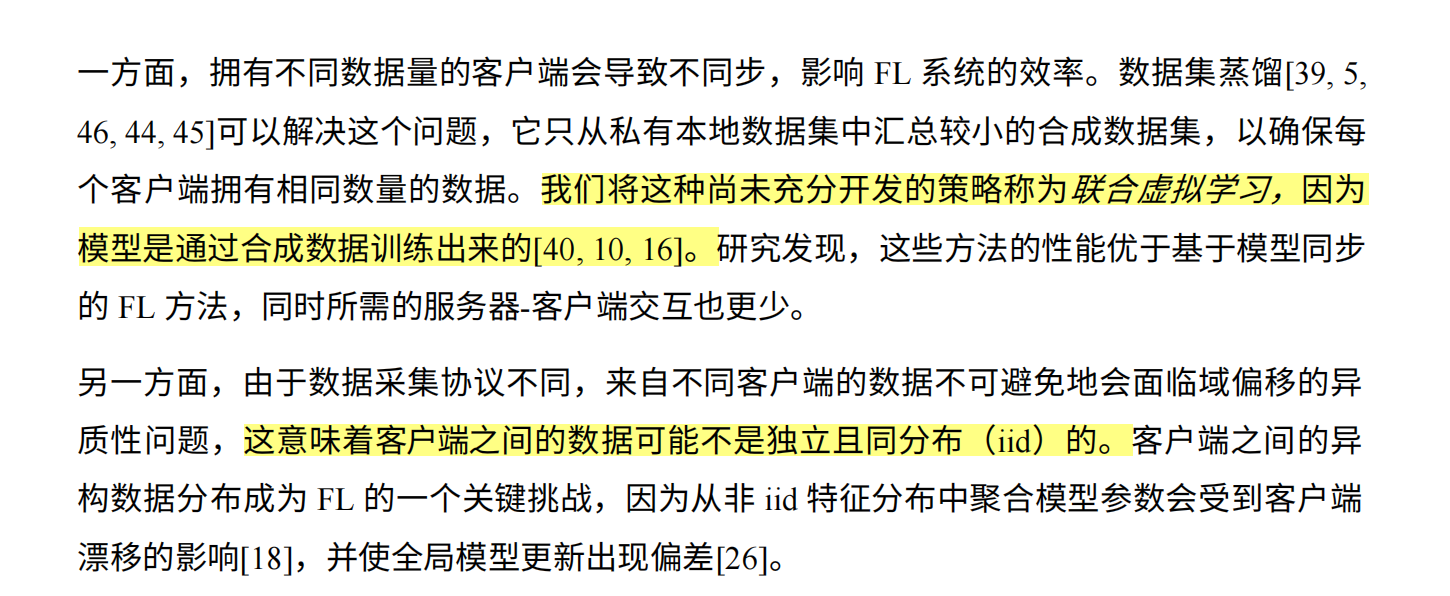 一方面，拥有不同数据量的客户端会导致不同步，影响 FL 系统的效率。数据集蒸馏[39, 5,
46, 44, 45]可以解决这个问题，它只从私有本地数据集中汇总较小的合成数据集，以确保每
个客户端拥有相同数量的数据。我们将这种尚未充分开发的策略称为联合虚拟学习，因为
模型是通过合成数据训练出来的[40, 10, 16]。研究发现，这些方法的性能优于基于模型同步
的 FL 方法，同时所需的服务器-客户端交互也更少。
另一方面，由于数据采集协议不同，来自不同客户端的数据不可避免地会面临域偏移的异
质性问题，这意味着客户端之间的数据可能不是独立且同分布（iid）的。客户端之间的异
构数据分布成为 FL 的一个关键挑战，因为从非 iid 特征分布中聚合模型参数会受到客户端
漂移的影响[18]，并使全局模型更新出现偏差[26]。